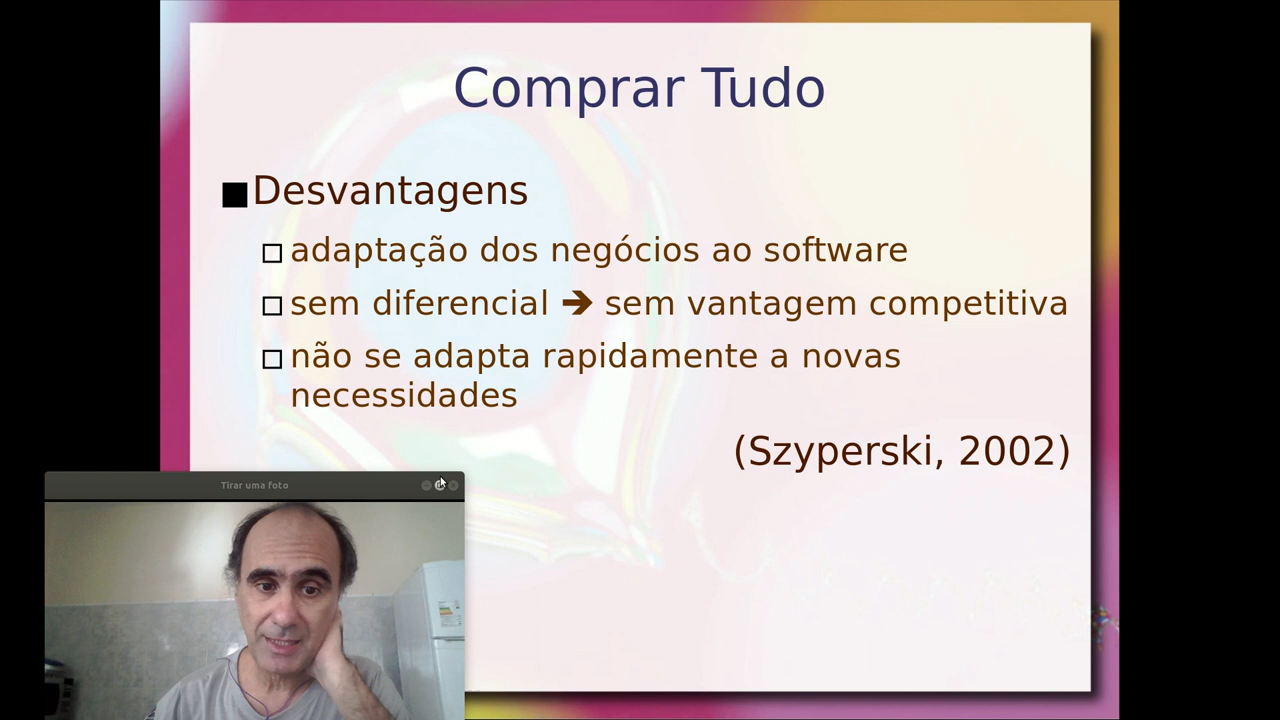 Comprar Tudo
Desvantagens
adaptação dos negócios ao software
sem diferencial ➔ sem vantagem competitiva
não se adapta rapidamente a novas
necessidades
(Szyperski, 2002)
Tirar uma foto